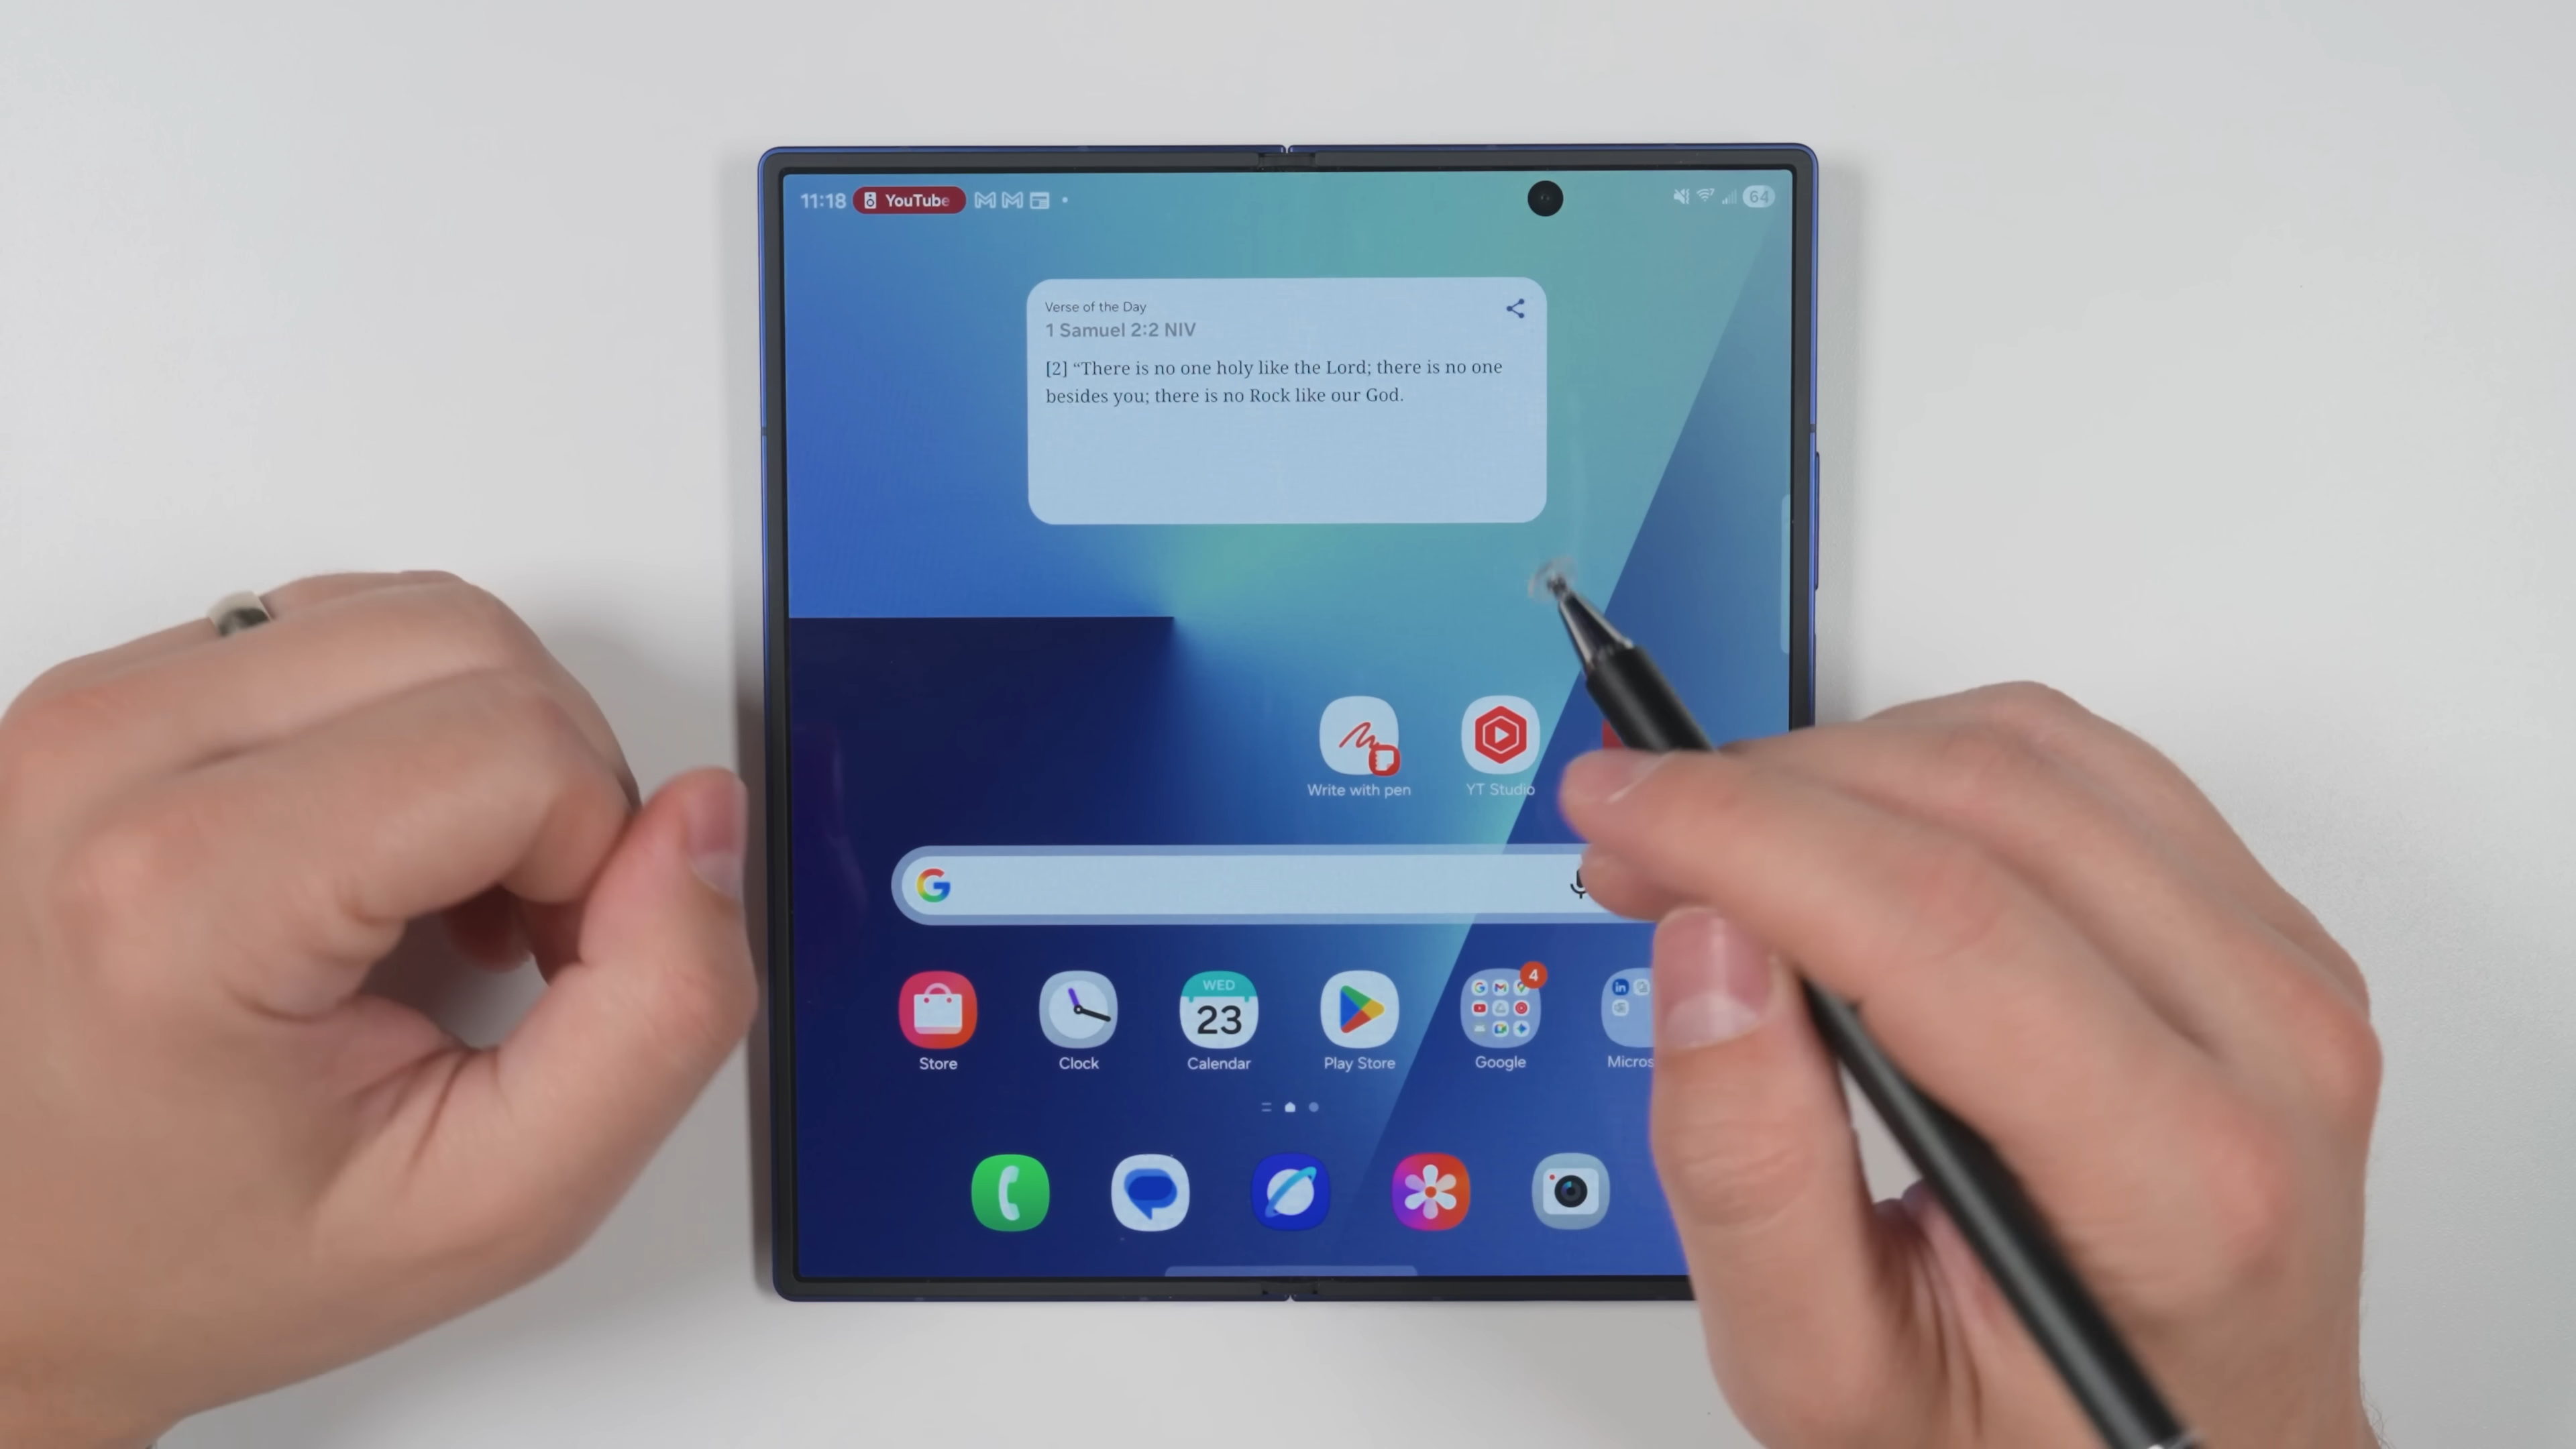 11:18 YouTube
64
Verse of the Day
1 Samuel 2:2 NIV
[2] “There is no one holy like the Lord; there is no one
besides you; there is no Rock like our God.
Write with pen YT Studio
WED
23
4
Store Clock Calendar Play Store Google Micros